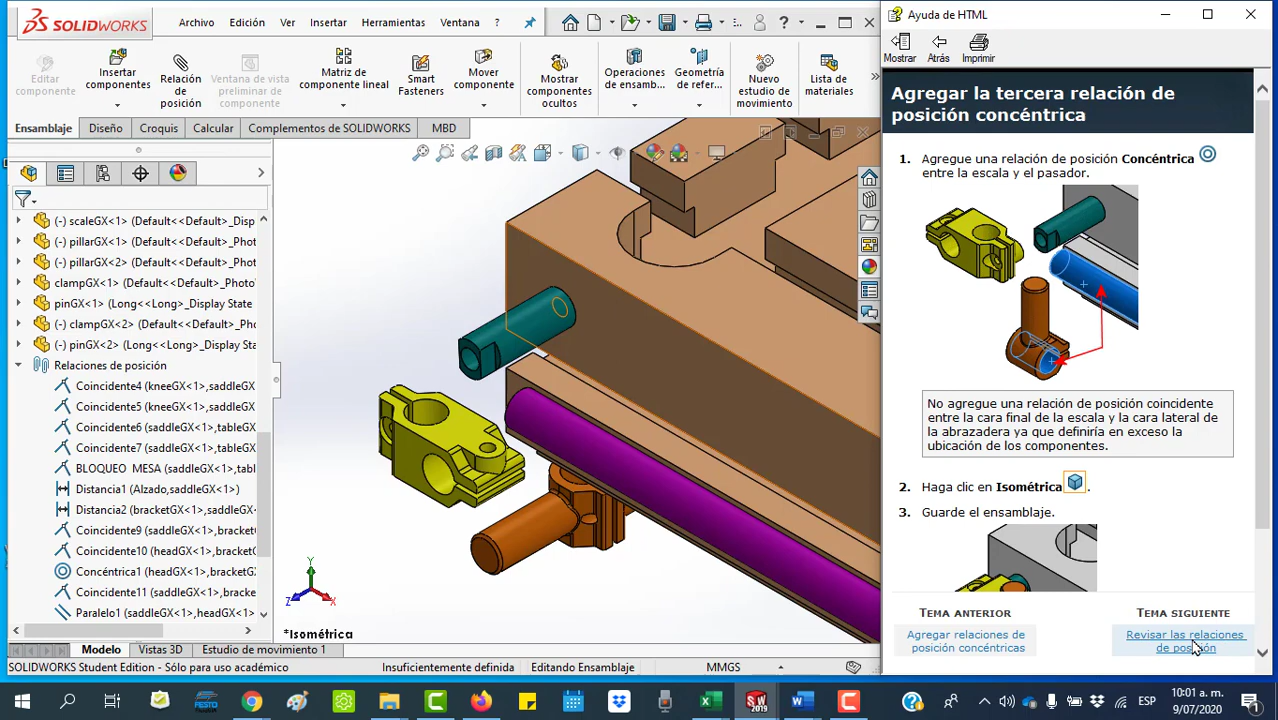 SOLIDWORKS
Archivo Edición Ver Insertar Herramientas Ventana ?
Editar componente
Insertar componentes
Relación de posición
Ventana de vista preliminar de componente
Matriz de componente lineal
Smart Fasteners
Mover componente
Mostrar componentes ocultos
Operaciones de ensamb...
Geometría de refer...
Nuevo estudio de movimiento
Lista de materiales
Ensamblaje Diseño Croquis Calcular Complementos de SOLIDWORKS MBD
(-) scaleGX<1> (Default<<Default>_Disp
(-) pillarGX<1> (Default<<Default>_Photo
(-) pillarGX<2> (Default<<Default>_Photo
clampGX<1> (Default<<Default>_Photo
pinGX<1> (Long<<Long>_Display State
(-) clampGX<2> (Default<<Default>_Photo
(-) pinGX<2> (Long<<Long>_Display State
Relaciones de posición
Coincidente4 (kneeGX<1>,saddleGX
Coincidente5 (kneeGX<1>,saddleGX
Coincidente6 (saddleGX<1>,tableG
Coincidente7 (saddleGX<1>,tableG
BLOQUEO MESA (saddleGX<1>,tabl
Distancia1 (Alzado,saddleGX<1>)
Distancia2 (bracketGX<1>,saddleGX
Coincidente9 (saddleGX<1>,bracket
Coincidente10 (headGX<1>,bracket
Concéntrica1 (headGX<1>,bracketG
Coincidente11 (saddleGX<1>,bracke
Paralelo1 (saddleGX<1>,headGX<1>
Y
Z
X
*Isométrica
Modelo Vistas 3D Estudio de movimiento 1
SOLIDWORKS Student Edition - Sólo para uso académico
Insuficientemente definida Editando Ensamblaje MMGS
Ayuda de HTML
Mostrar Atrás Imprimir
Agregar la tercera relación de
posición concéntrica
1. Agregue una relación de posición Concéntrica
entre la escala y el pasador.
No agregue una relación de posición coincidente
entre la cara final de la escala y la cara lateral de
la abrazadera ya que definiría en exceso la
ubicación de los componentes.
2. Haga clic en Isométrica .
3. Guarde el ensamblaje.
TEMA ANTERIOR
Agregar relaciones de
posición concéntricas
TEMA SIGUIENTE
Revisar las relaciones
de posición
FESTO
SW
2019
ESP
10:01 a. m.
9/07/2020
1